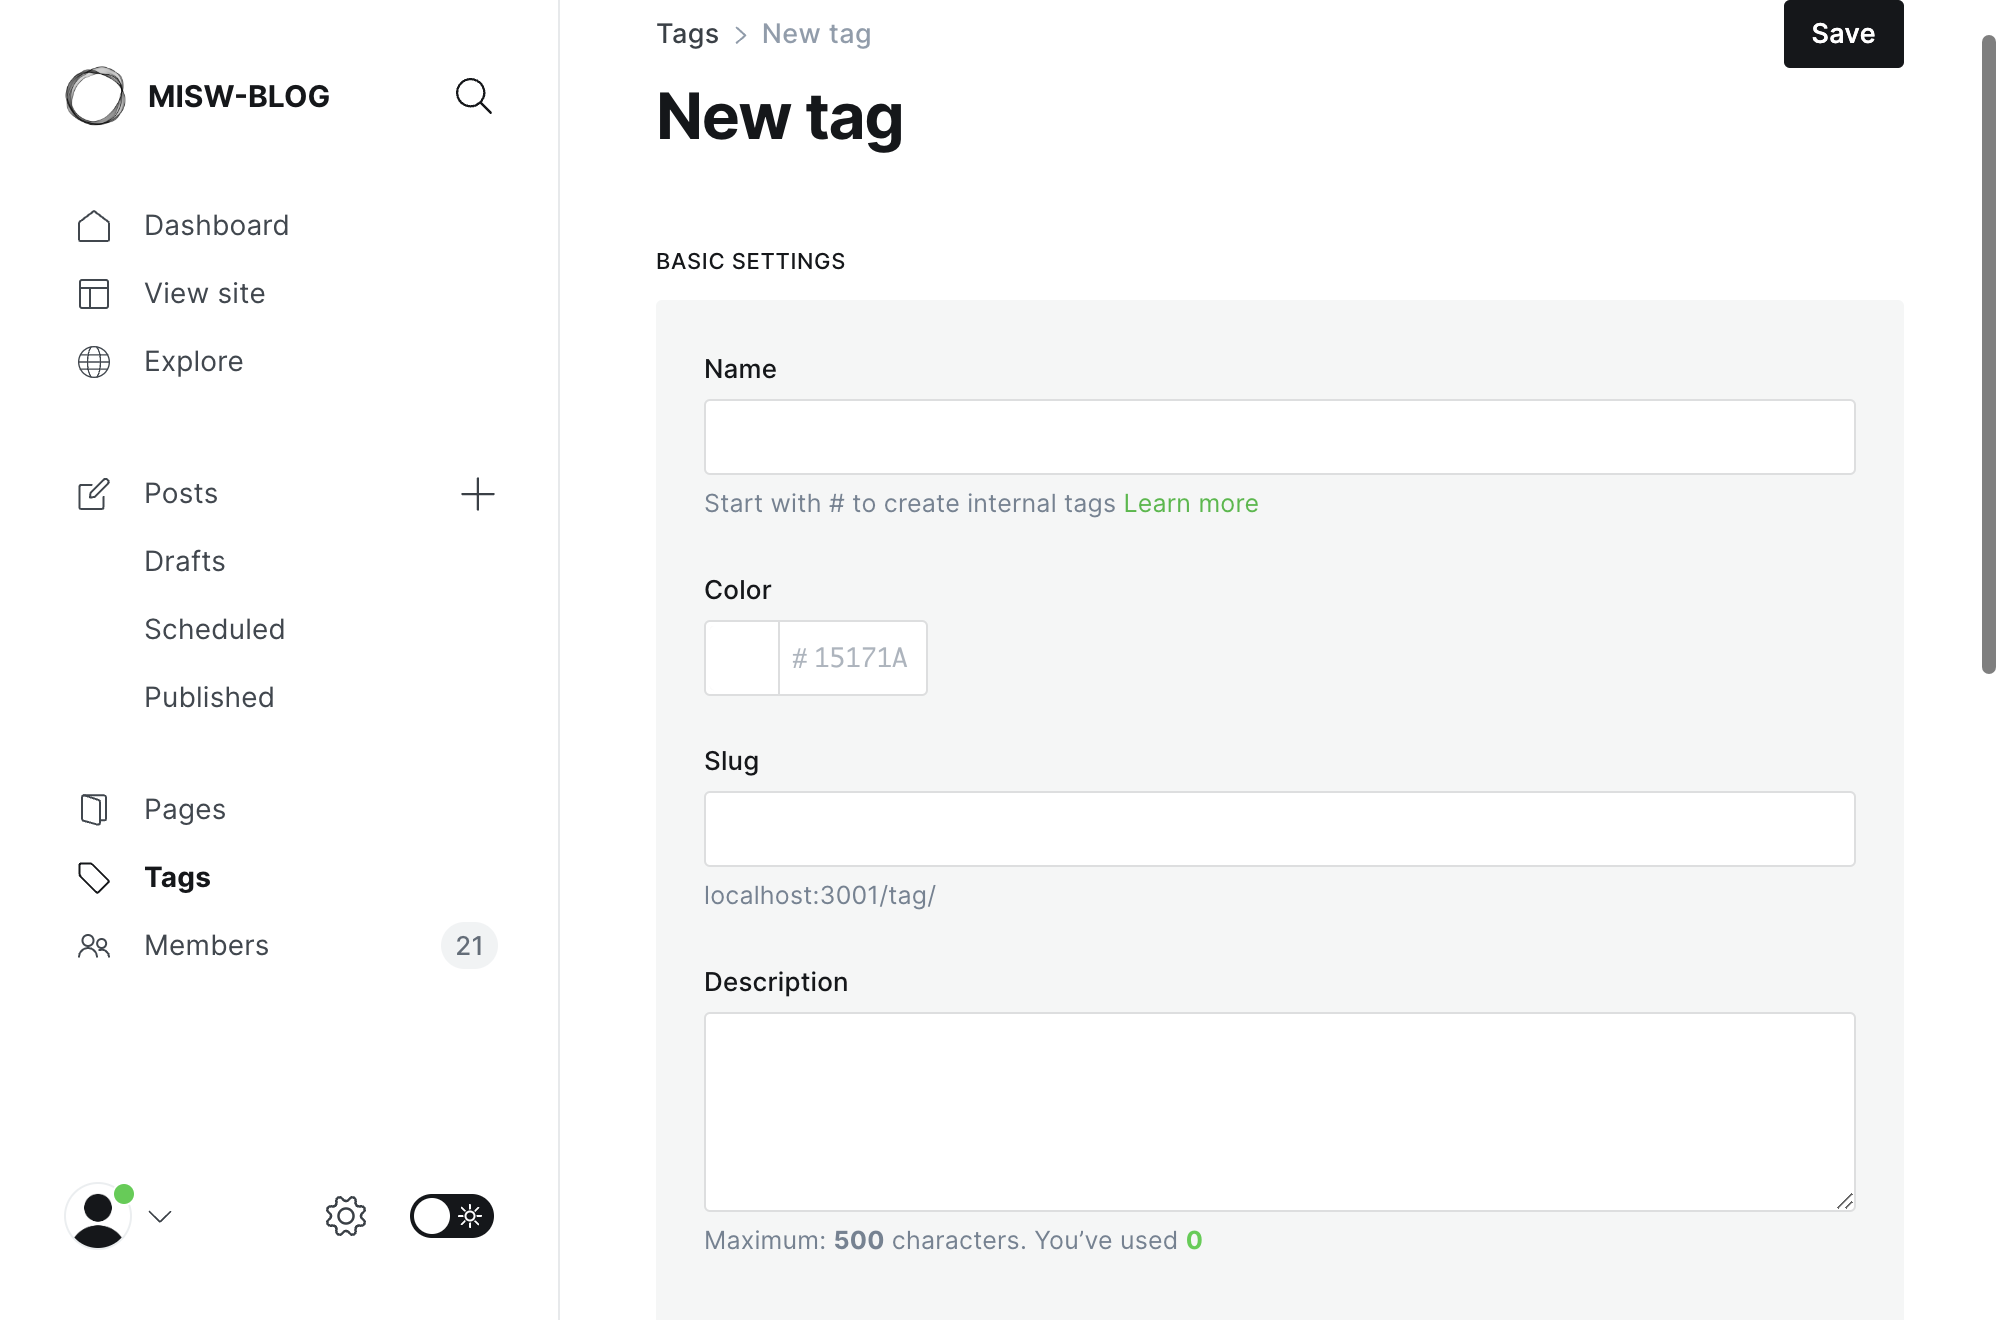 MISW-BLOG
Dashboard
View site
Explore
Posts
Drafts
Scheduled
Published
Pages
Tags
Members 21
Tags > New tag
Save
New tag
BASIC SETTINGS
Name
Start with # to create internal tags Learn more
Color
# 15171A
Slug
localhost:3001/tag/
Description
Maximum: 500 characters. You’ve used 0